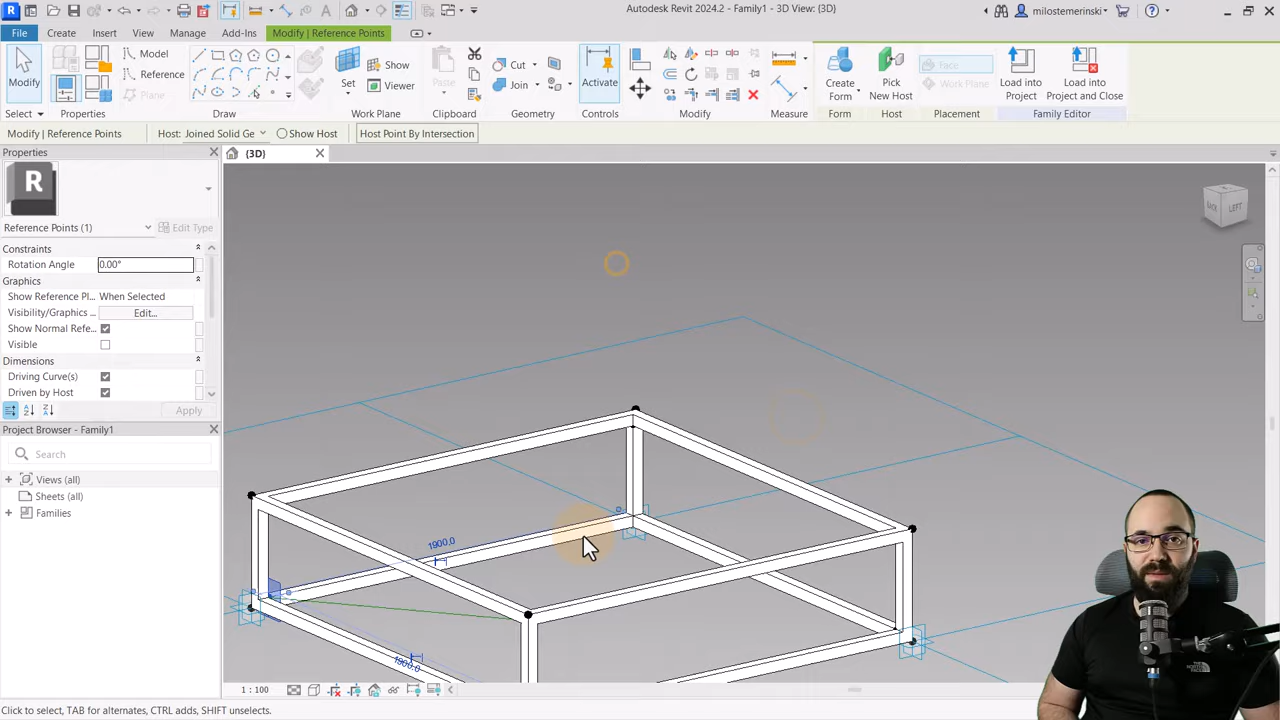 Autodesk Revit 2024.2 - Family1 - 3D View: {3D}
milostemerinski
File
Create
Insert
View
Manage
Add-Ins
Modify | Reference Points
Modify
Model
Reference
Plane
Set
Show
Viewer
Paste
Cut
Join
Activate
Create Form
Pick New Host
Face
Work Plane
Load into Project
Load into Project and Close
Select
Properties
Draw
Work Plane
Clipboard
Geometry
Controls
Modify
Measure
Form
Host
Placement
Family Editor
Modify | Reference Points
Host: Joined Solid Ge
Show Host
Host Point By Intersection
Properties
{3D}
R
Reference Points (1)
Edit Type
Constraints
Rotation Angle 0.00°
Graphics
Show Reference Pl... When Selected
Visibility/Graphics ... Edit...
Show Normal Refe...
Visible
Dimensions
Driving Curve(s)
Driven by Host
Apply
Project Browser - Family1
Search
Views (all)
Sheets (all)
Families
BACK
LEFT
1900.0
1900.0
1 : 100
Click to select, TAB for alternates, CTRL adds, SHIFT unselects.